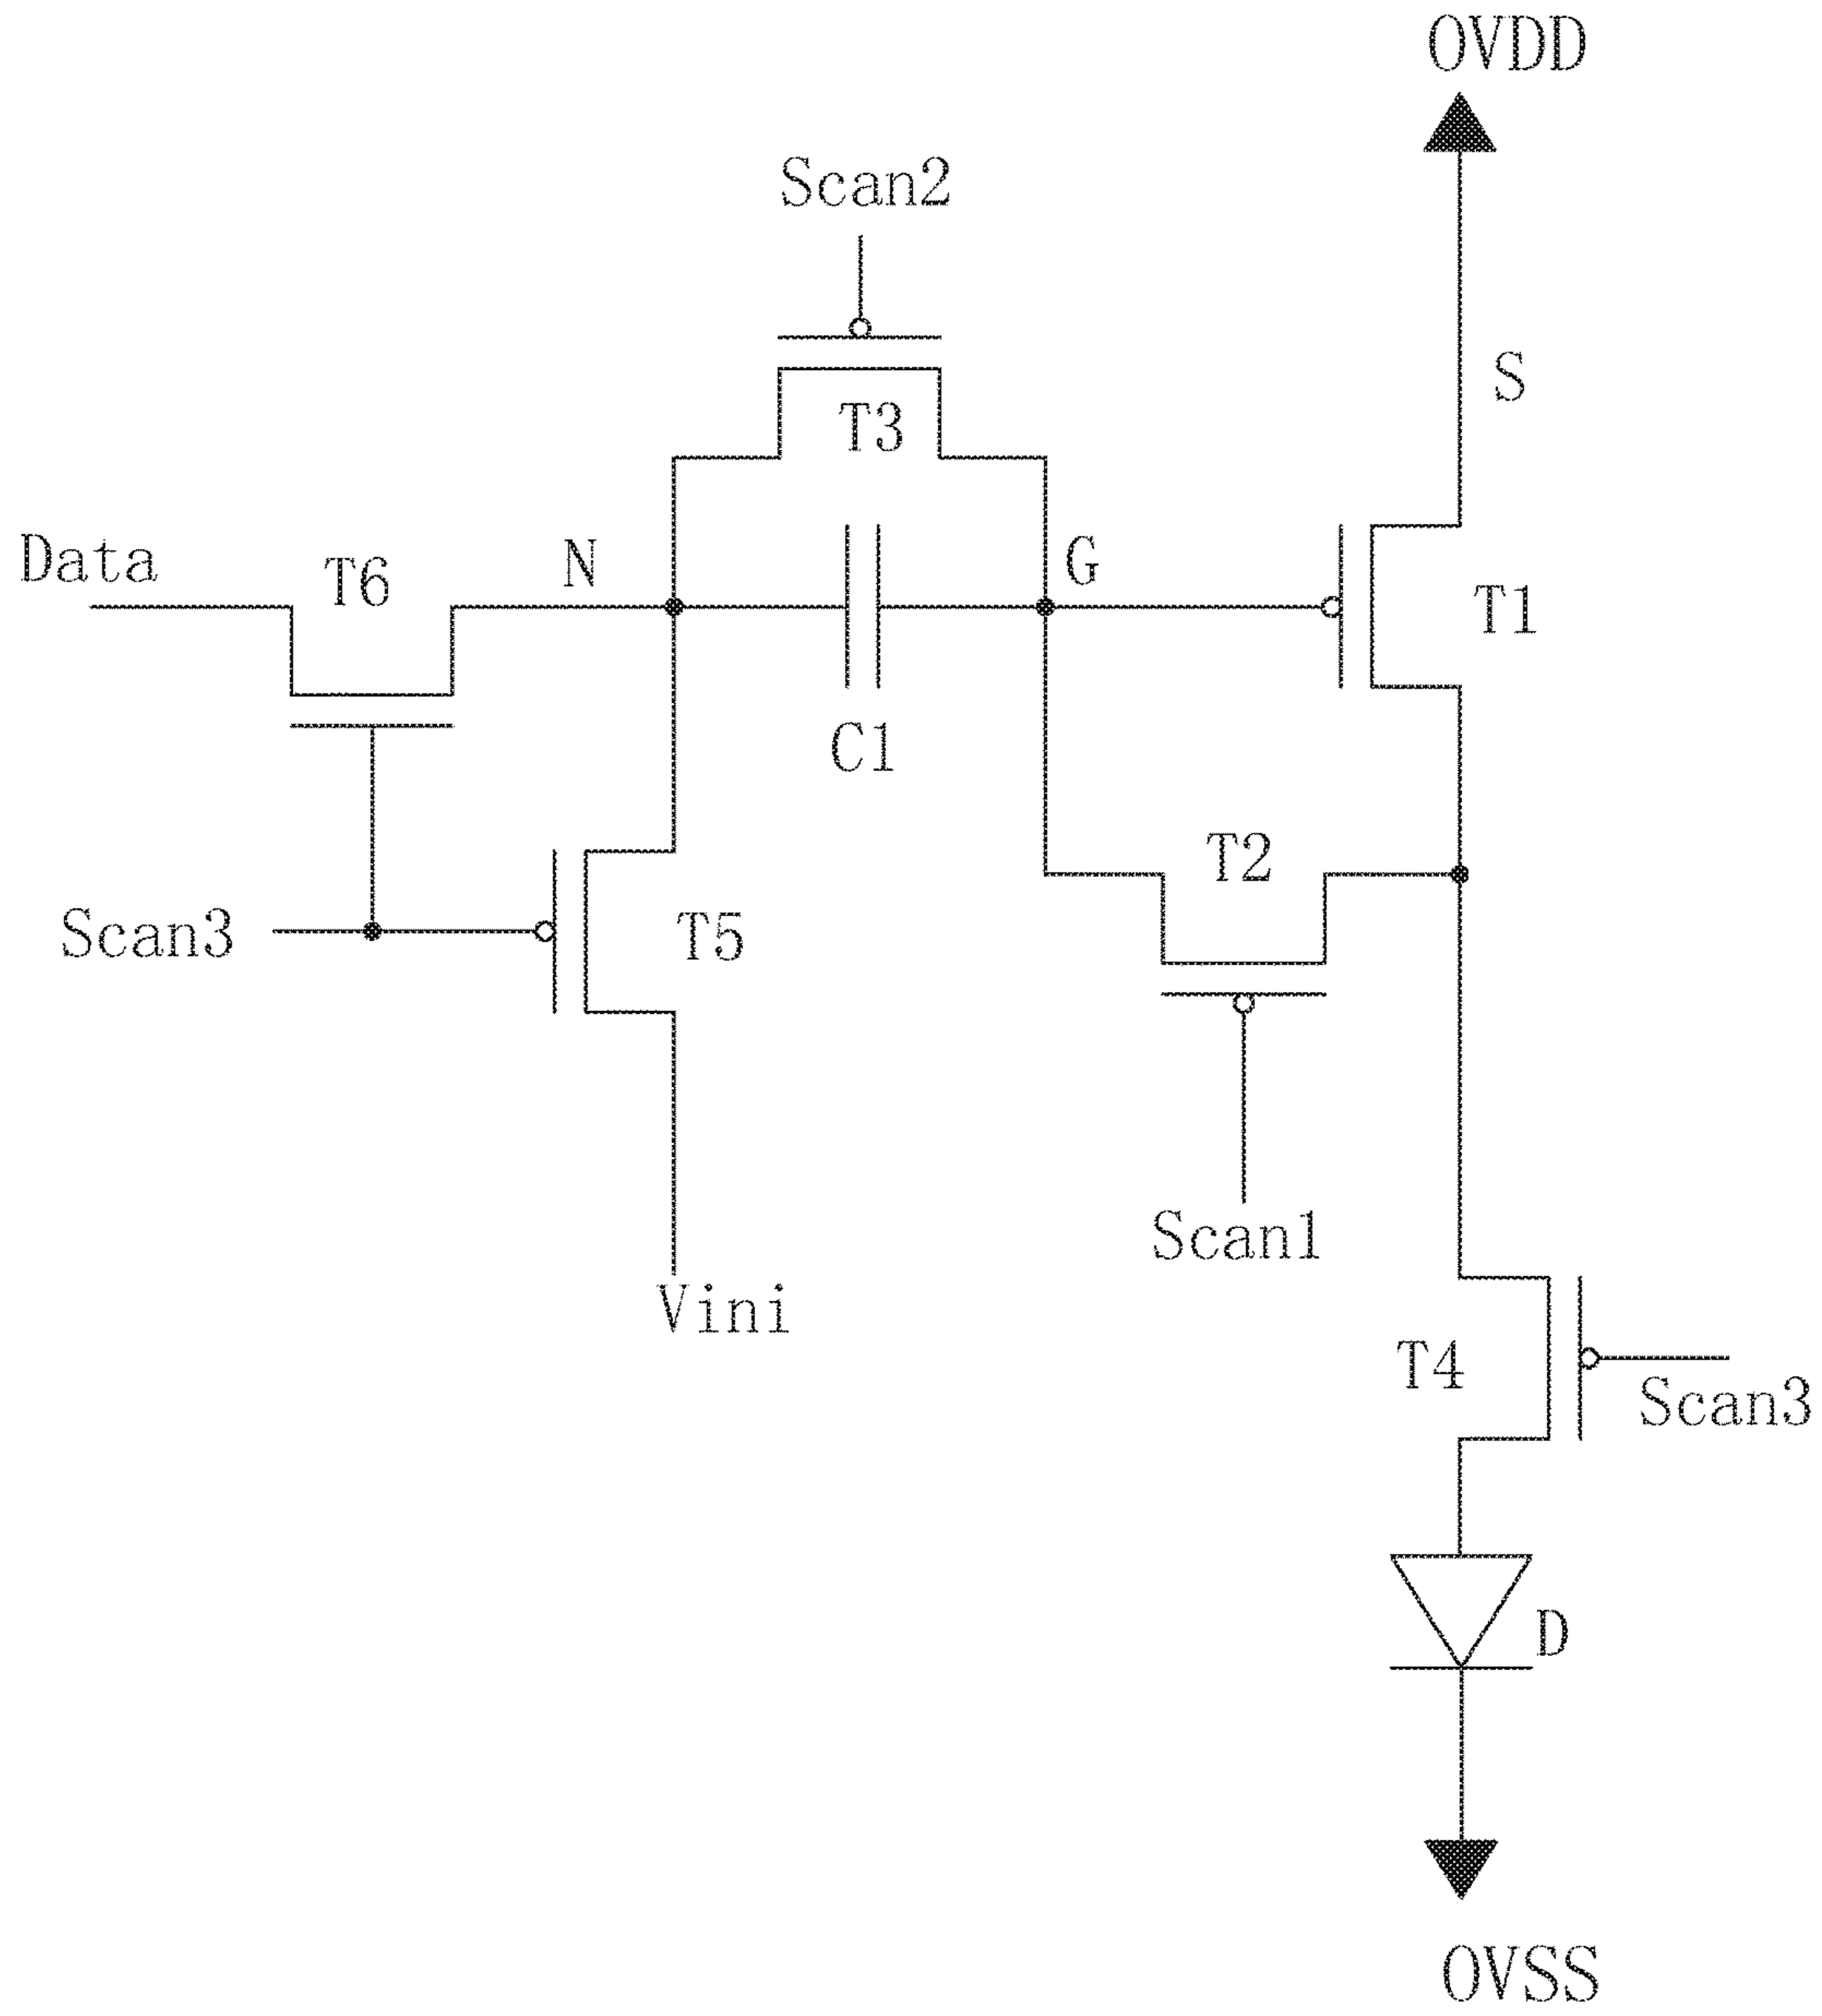 OVDD
Scan2
S
T3
Data
T6
N
G
T1
C1
T2
Scan3
T5
Scan1
Vini
T4
Scan3
D
OVSS